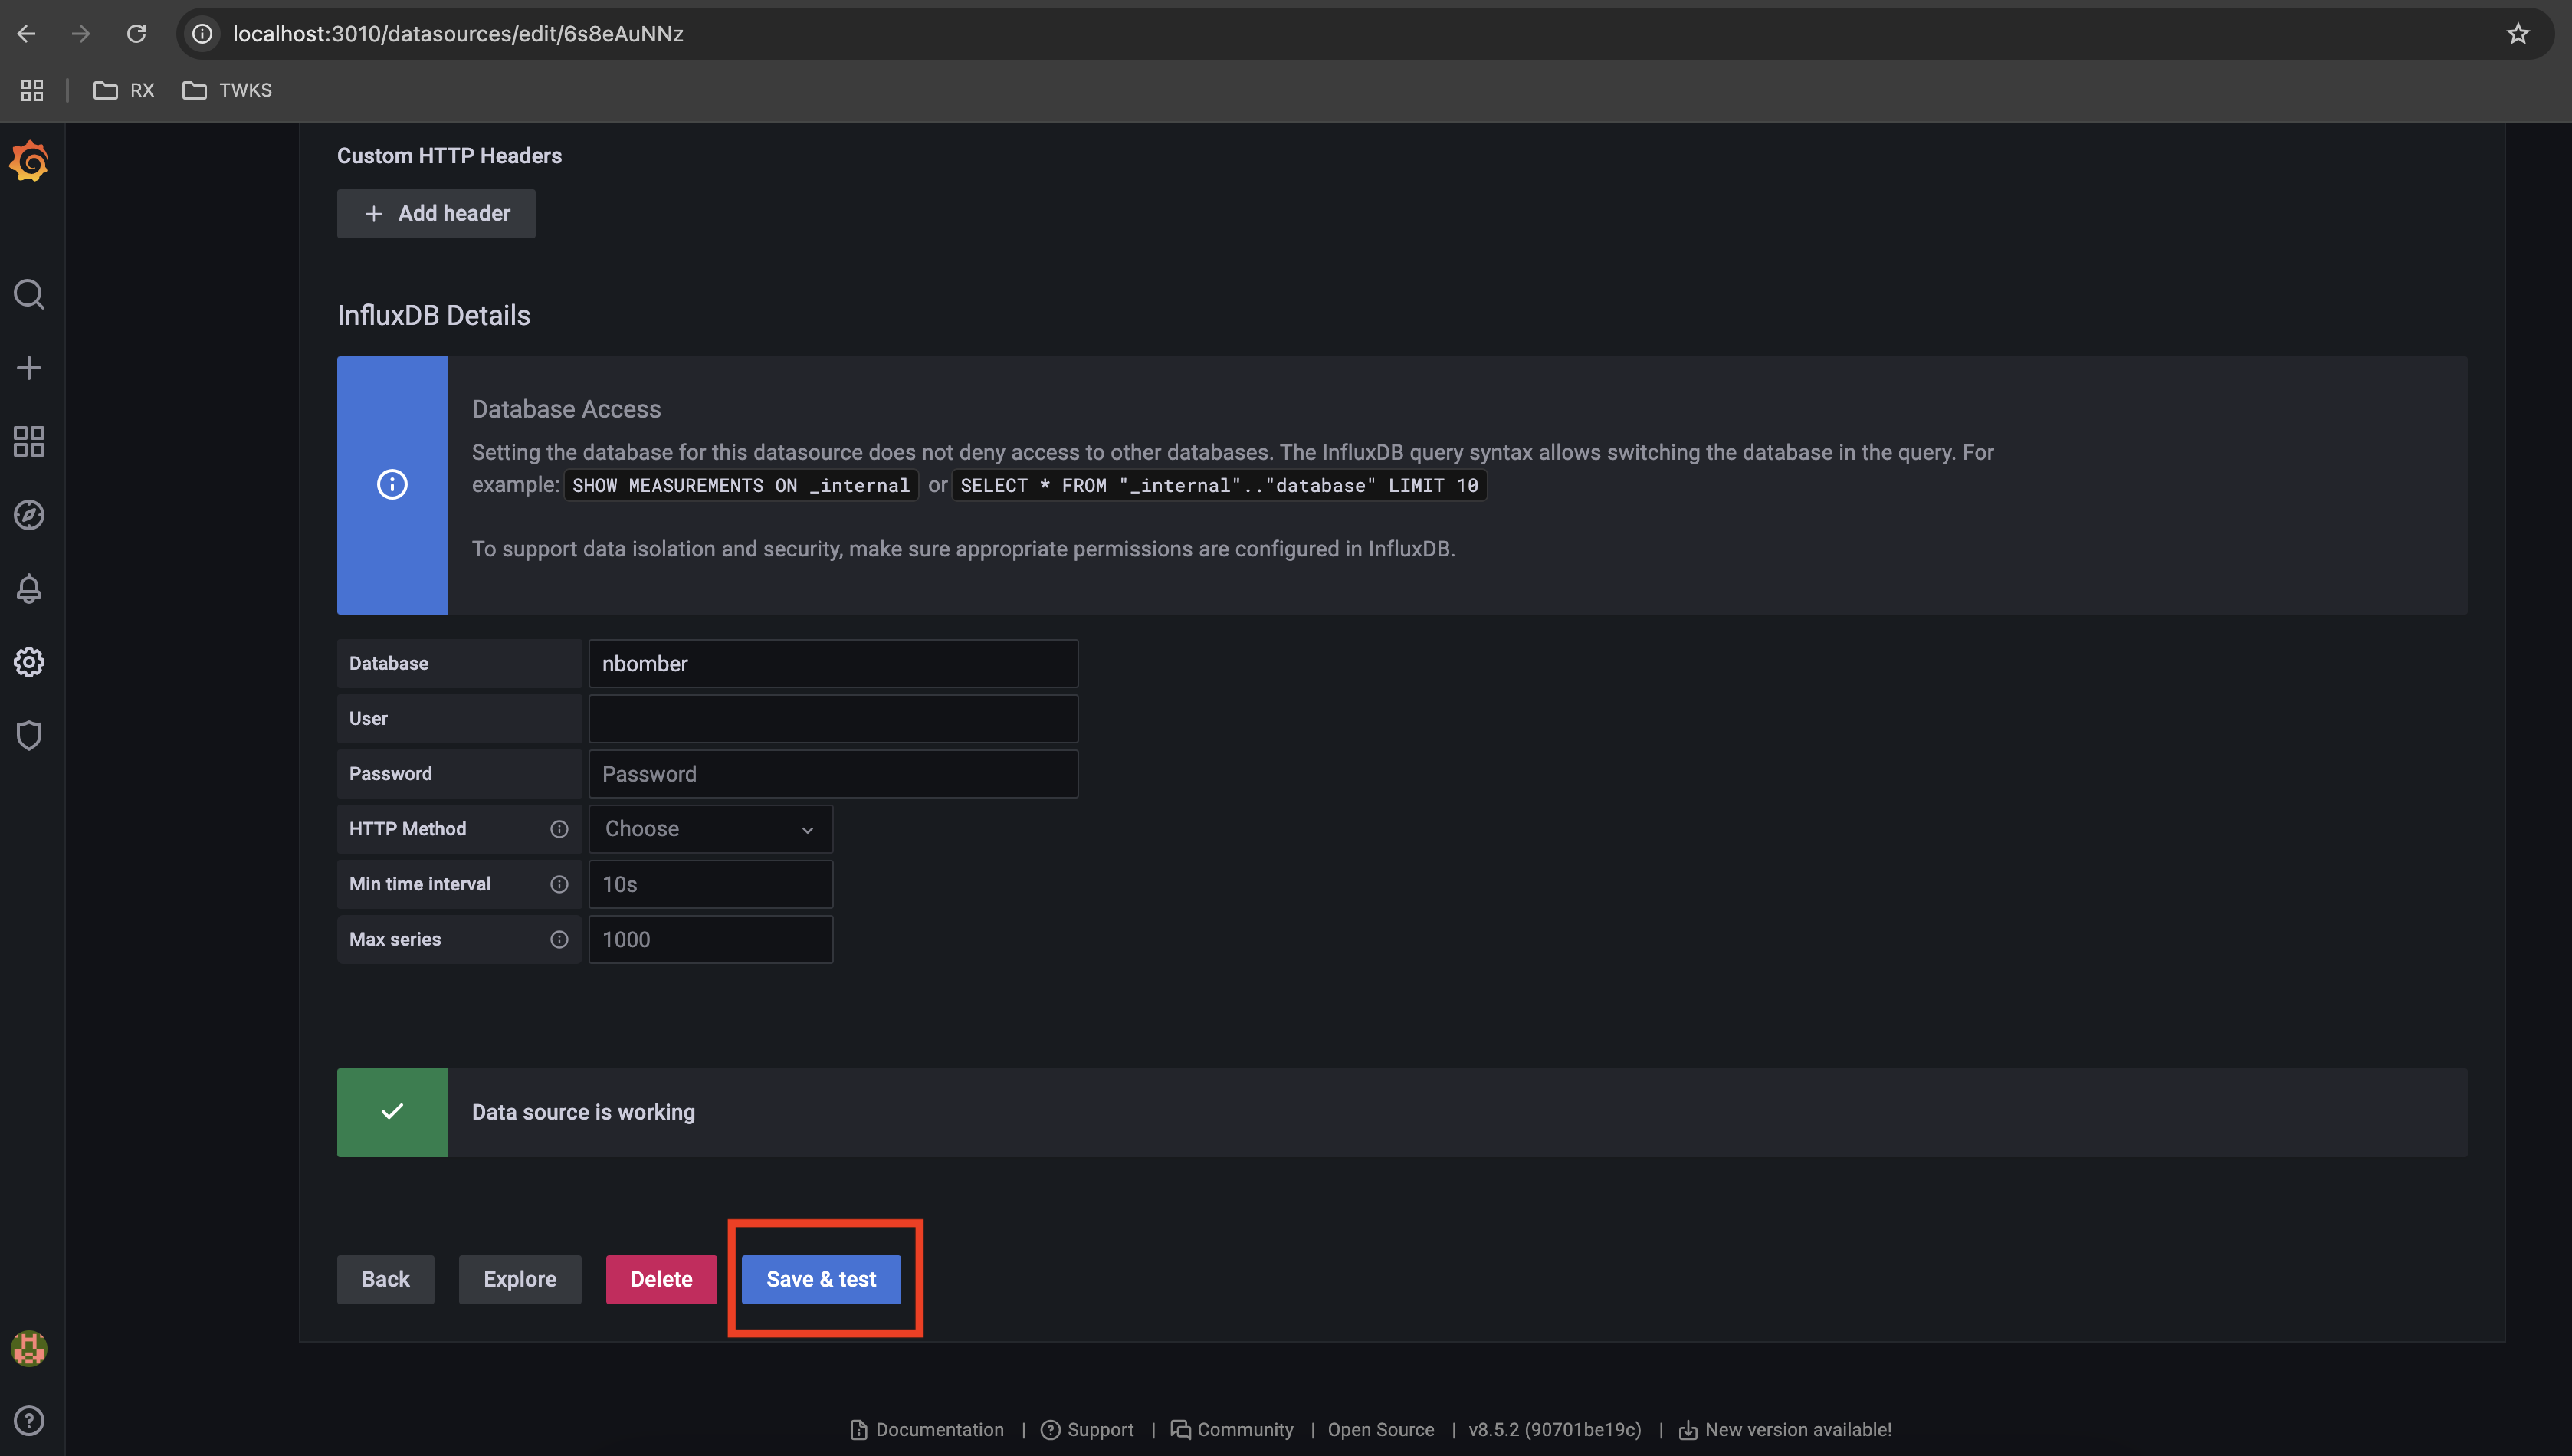 localhost:3010/datasources/edit/6s8eAuNNz
RX TWKS
Custom HTTP Headers
Add header
InfluxDB Details
Database Access
Setting the database for this datasource does not deny access to other databases. The InfluxDB query syntax allows switching the database in the query. For
example: SHOW MEASUREMENTS ON _internal or SELECT * FROM "_internal".."database" LIMIT 10
To support data isolation and security, make sure appropriate permissions are configured in InfluxDB.
Database nbomber
User
Password Password
HTTP Method Choose
Min time interval 10s
Max series 1000
Data source is working
Back Explore Delete Save & test
Documentation | Support | Community | Open Source | v8.5.2 (90701be19c) | New version available!